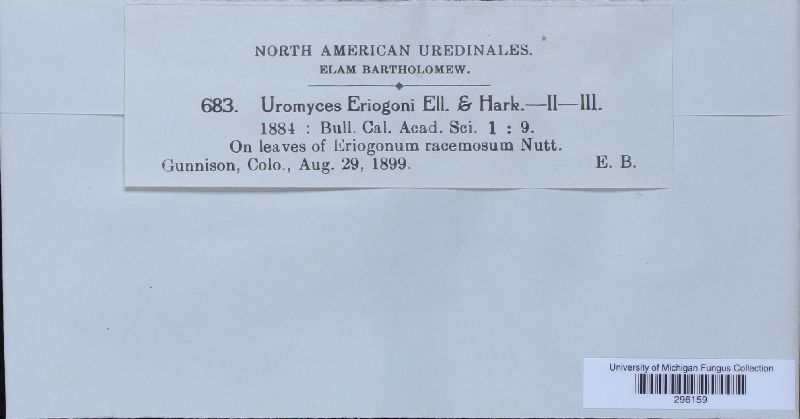 NORTH AMERICAN UREDINALES.
ELAM BARTHOLOMEW.
683. Uromyces Eriogoni Ell. & Hark.—II—III.
1884 : Bull. Cal. Acad. Sci. 1 : 9.
On leaves of Eriogonum racemosum Nutt.
Gunnison, Colo., Aug. 29, 1899. E. B.
University of Michigan Fungus Collection
296159